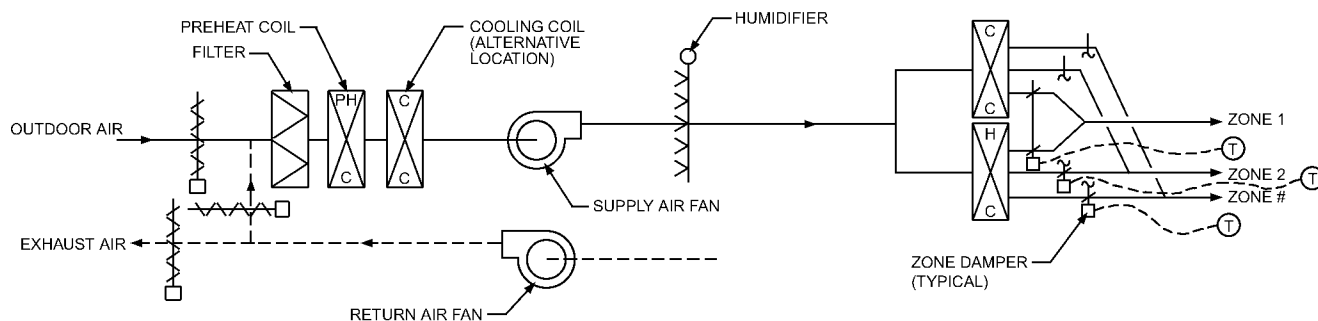 PREHEAT COIL
FILTER
COOLING COIL
(ALTERNATIVE
LOCATION)
HUMIDIFIER
PH
C
C
C
C
C
H
C
OUTDOOR AIR
ZONE 1
T
ZONE 2
T
ZONE #
T
SUPPLY AIR FAN
EXHAUST AIR
ZONE DAMPER
(TYPICAL)
RETURN AIR FAN